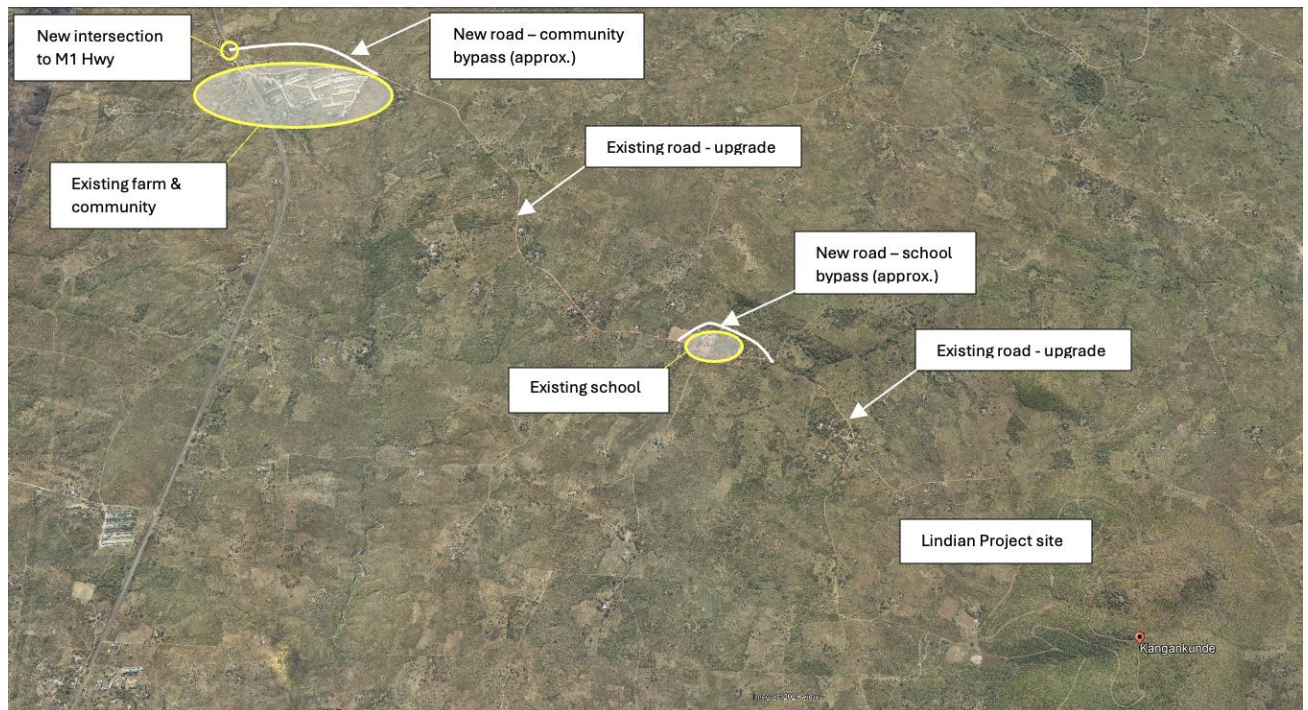 New intersection
to M1 Hwy
New road – community
bypass (approx.)
Existing road - upgrade
Existing farm &
community
New road – school
bypass (approx.)
Existing road - upgrade
Existing school
Lindian Project site
Kangankunde